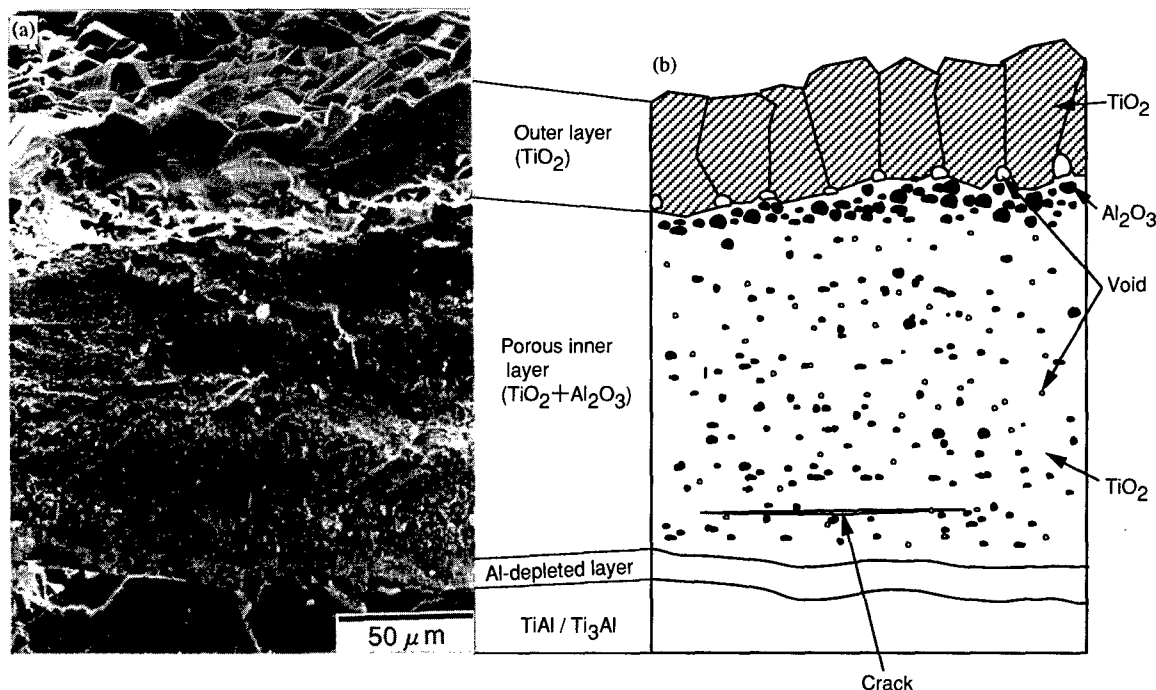 (a)
50 μm
Outer layer
(TiO₂)
Porous inner
layer
(TiO₂+Al₂O₃)
Al-depleted layer
TiAl / Ti₃Al
(b)
TiO₂
Al₂O₃
Void
TiO₂
Crack